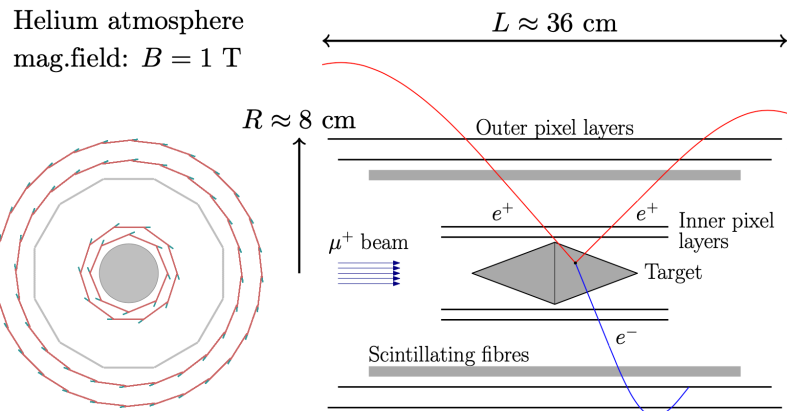 Helium atmosphere
mag.field: B = 1 T
L ≈ 36 cm
R ≈ 8 cm
Outer pixel layers
e⁺
e⁺
Inner pixel
layers
μ⁺ beam
Target
e⁻
Scintillating fibres